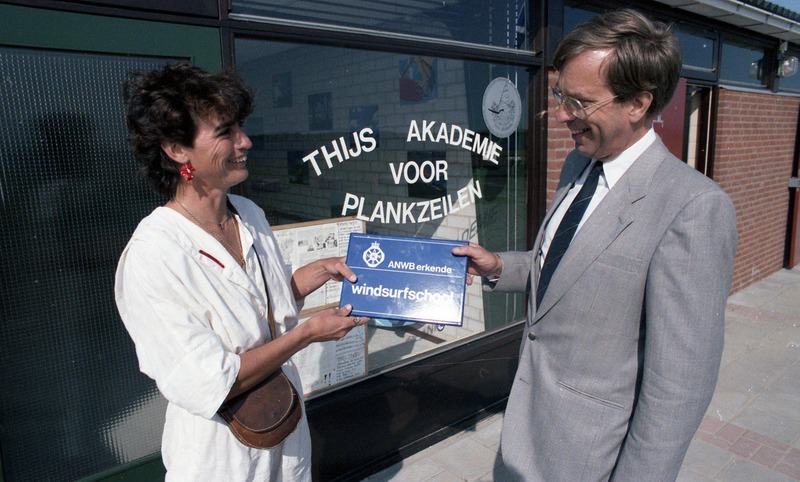 THIJS AKADEMIE
VOOR
PLANKZEILEN
ANWB erkende
windsurfschool